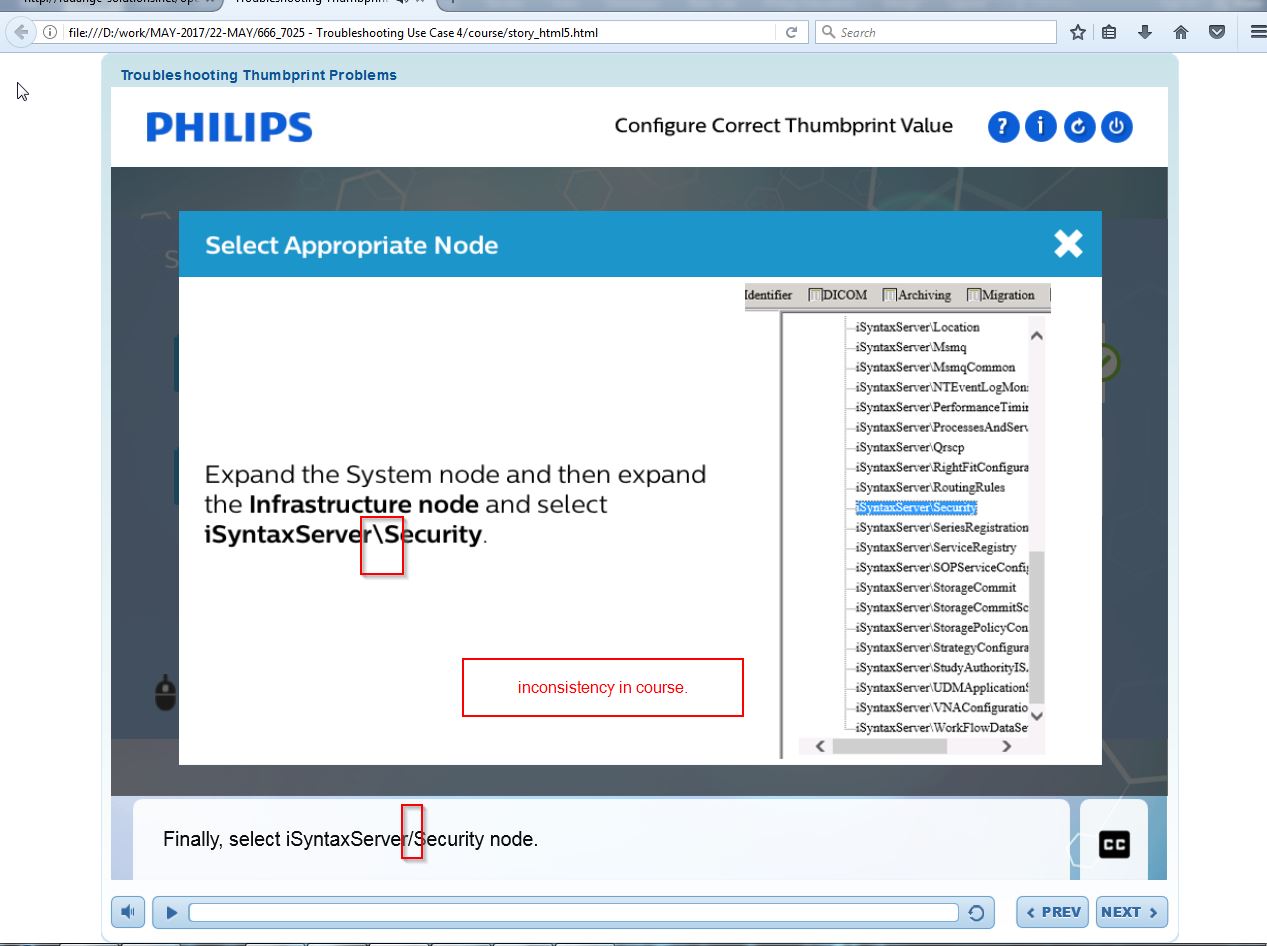 Troubleshooting Thumbprint
file:///D:/work/MAY-2017/22-MAY/666_7025 - Troubleshooting Use Case 4/course/story_html5.html
Search
Troubleshooting Thumbprint Problems
PHILIPS
Configure Correct Thumbprint Value
? i
Select Appropriate Node
Identifier DICOM Archiving Migration
iSyntaxServer\Location
iSyntaxServer\Msmq
iSyntaxServer\MsmqCommon
iSyntaxServer\NTEventLogMon
iSyntaxServer\PerformanceTimin
iSyntaxServer\ProcessesAndServ
iSyntaxServer\Qrscp
iSyntaxServer\RightFitConfigura
iSyntaxServer\RoutingRules
iSyntaxServer\Security
iSyntaxServer\SeriesRegistration
iSyntaxServer\ServiceRegistry
iSyntaxServer\SOPServiceConfig
iSyntaxServer\StorageCommit
iSyntaxServer\StorageCommitSc
iSyntaxServer\StoragePolicyCon
iSyntaxServer\StrategyConfigura
iSyntaxServer\StudyAuthorityIS
iSyntaxServer\UDMApplicationS
iSyntaxServer\VNAConfiguratio
iSyntaxServer\WorkFlowDataSe
Expand the System node and then expand
the Infrastructure node and select
iSyntaxServer\Security.
inconsistency in course.
Finally, select iSyntaxServer/Security node.
CC
PREV
NEXT